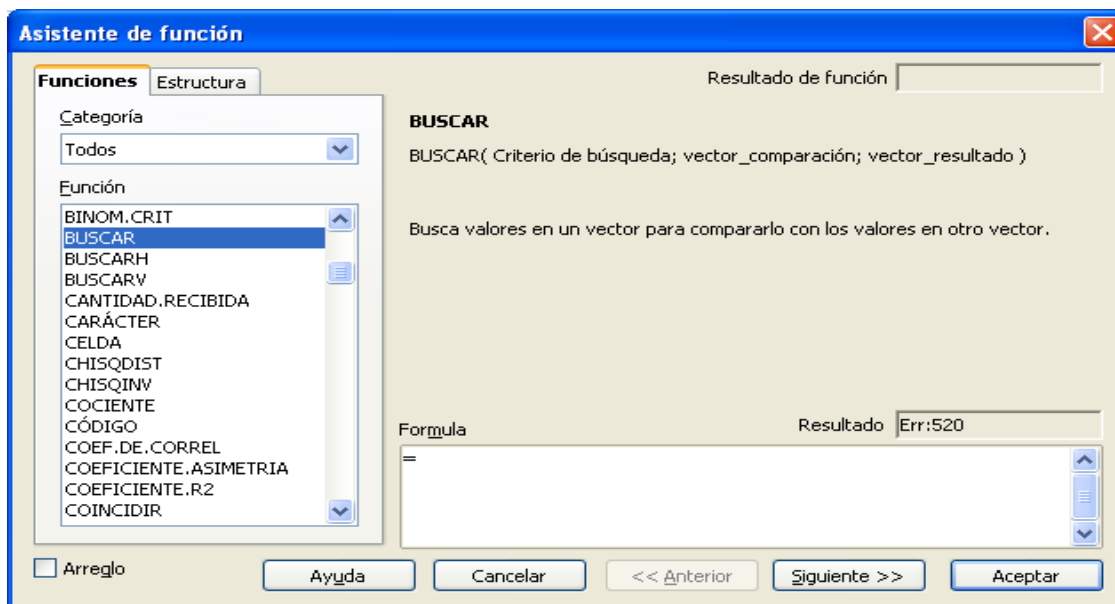 Asistente de función
Funciones
Estructura
Resultado de función
Categoría
Todos
Función
BINOM.CRIT
BUSCAR
BUSCARH
BUSCARV
CANTIDAD.RECIBIDA
CARÁCTER
CELDA
CHISQDIST
CHISQINV
COCIENTE
CÓDIGO
COEF.DE.CORREL
COEFICIENTE.ASIMETRIA
COEFICIENTE.R2
COINCIDIR
BUSCAR
BUSCAR( Criterio de búsqueda; vector_comparación; vector_resultado )
Busca valores en un vector para compararlo con los valores en otro vector.
Formula
Resultado
Err:520
=
Arreglo
Ayuda
Cancelar
<< Anterior
Siguiente >>
Aceptar